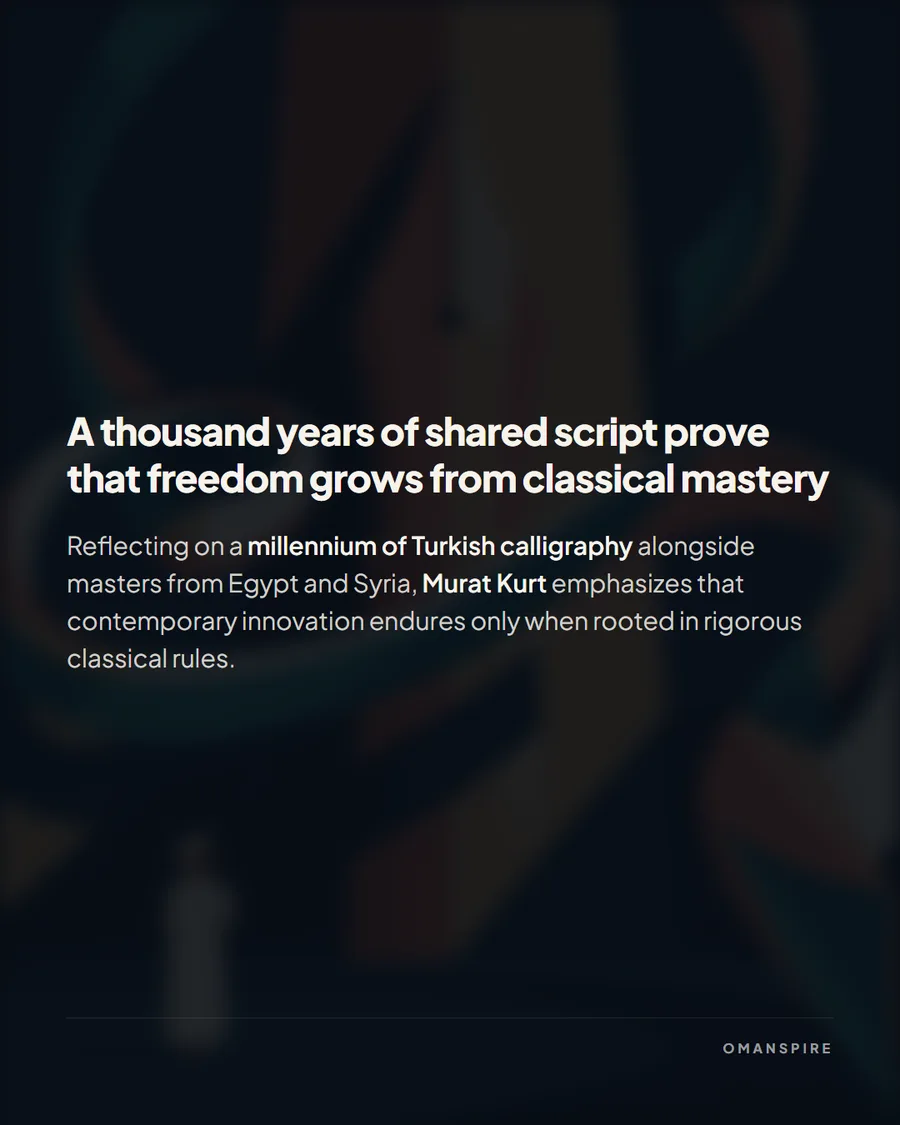 A thousand years of shared script prove
that freedom grows from classical mastery
Reflecting on a millennium of Turkish calligraphy alongside
masters from Egypt and Syria, Murat Kurt emphasizes that
contemporary innovation endures only when rooted in rigorous
classical rules.
OMANSPIRE